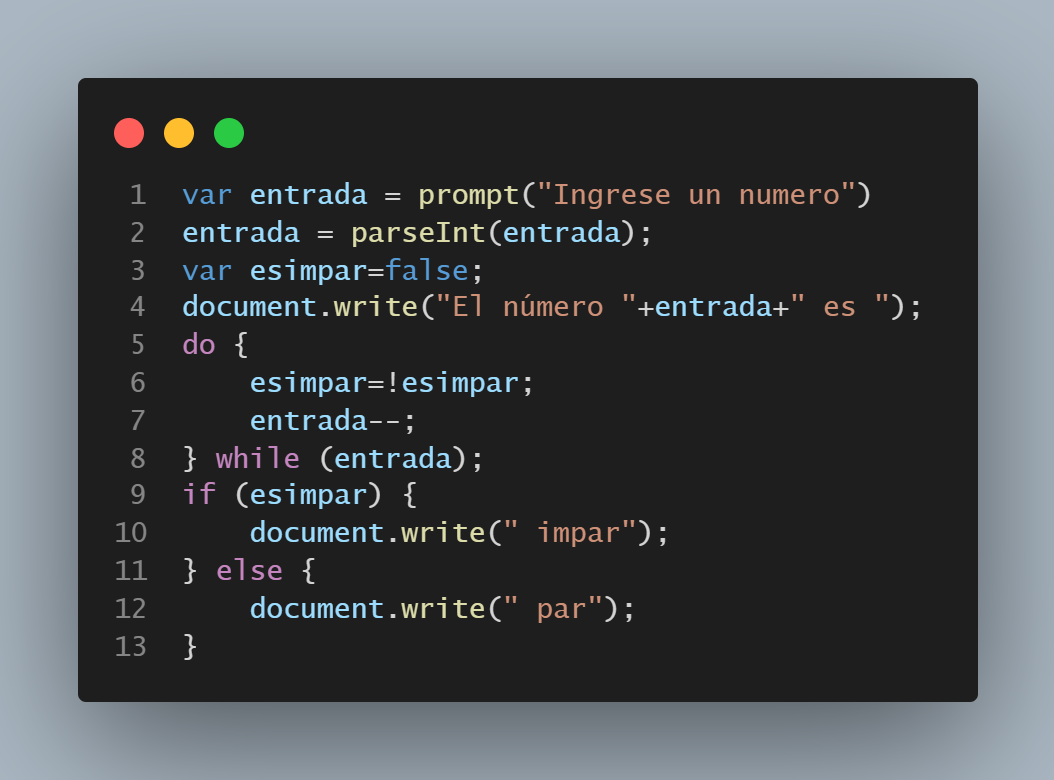 1 var entrada = prompt("Ingrese un numero")
2 entrada = parseInt(entrada);
3 var esimpar=false;
4 document.write("El número "+entrada+" es ");
5 do {
6     esimpar=!esimpar;
7     entrada--;
8 } while (entrada);
9 if (esimpar) {
10     document.write(" impar");
11 } else {
12     document.write(" par");
13 }